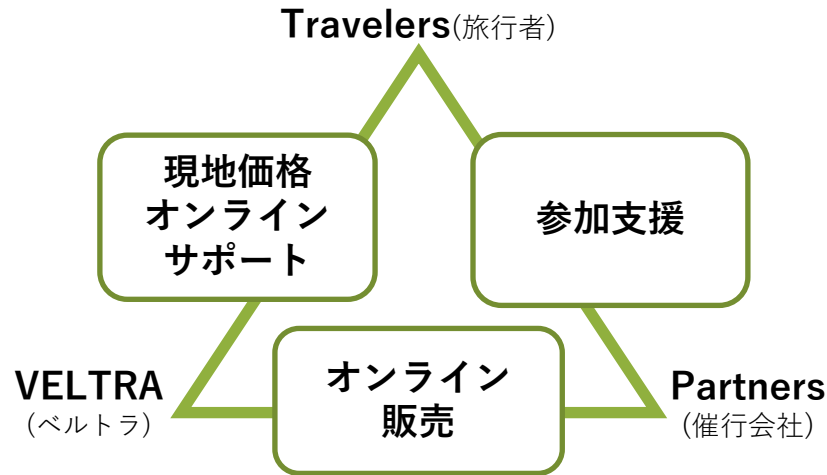 Travelers(旅行者)
現地価格
オンライン
サポート
参加支援
VELTRA
(ベルトラ)
オンライン
販売
Partners
(催行会社)